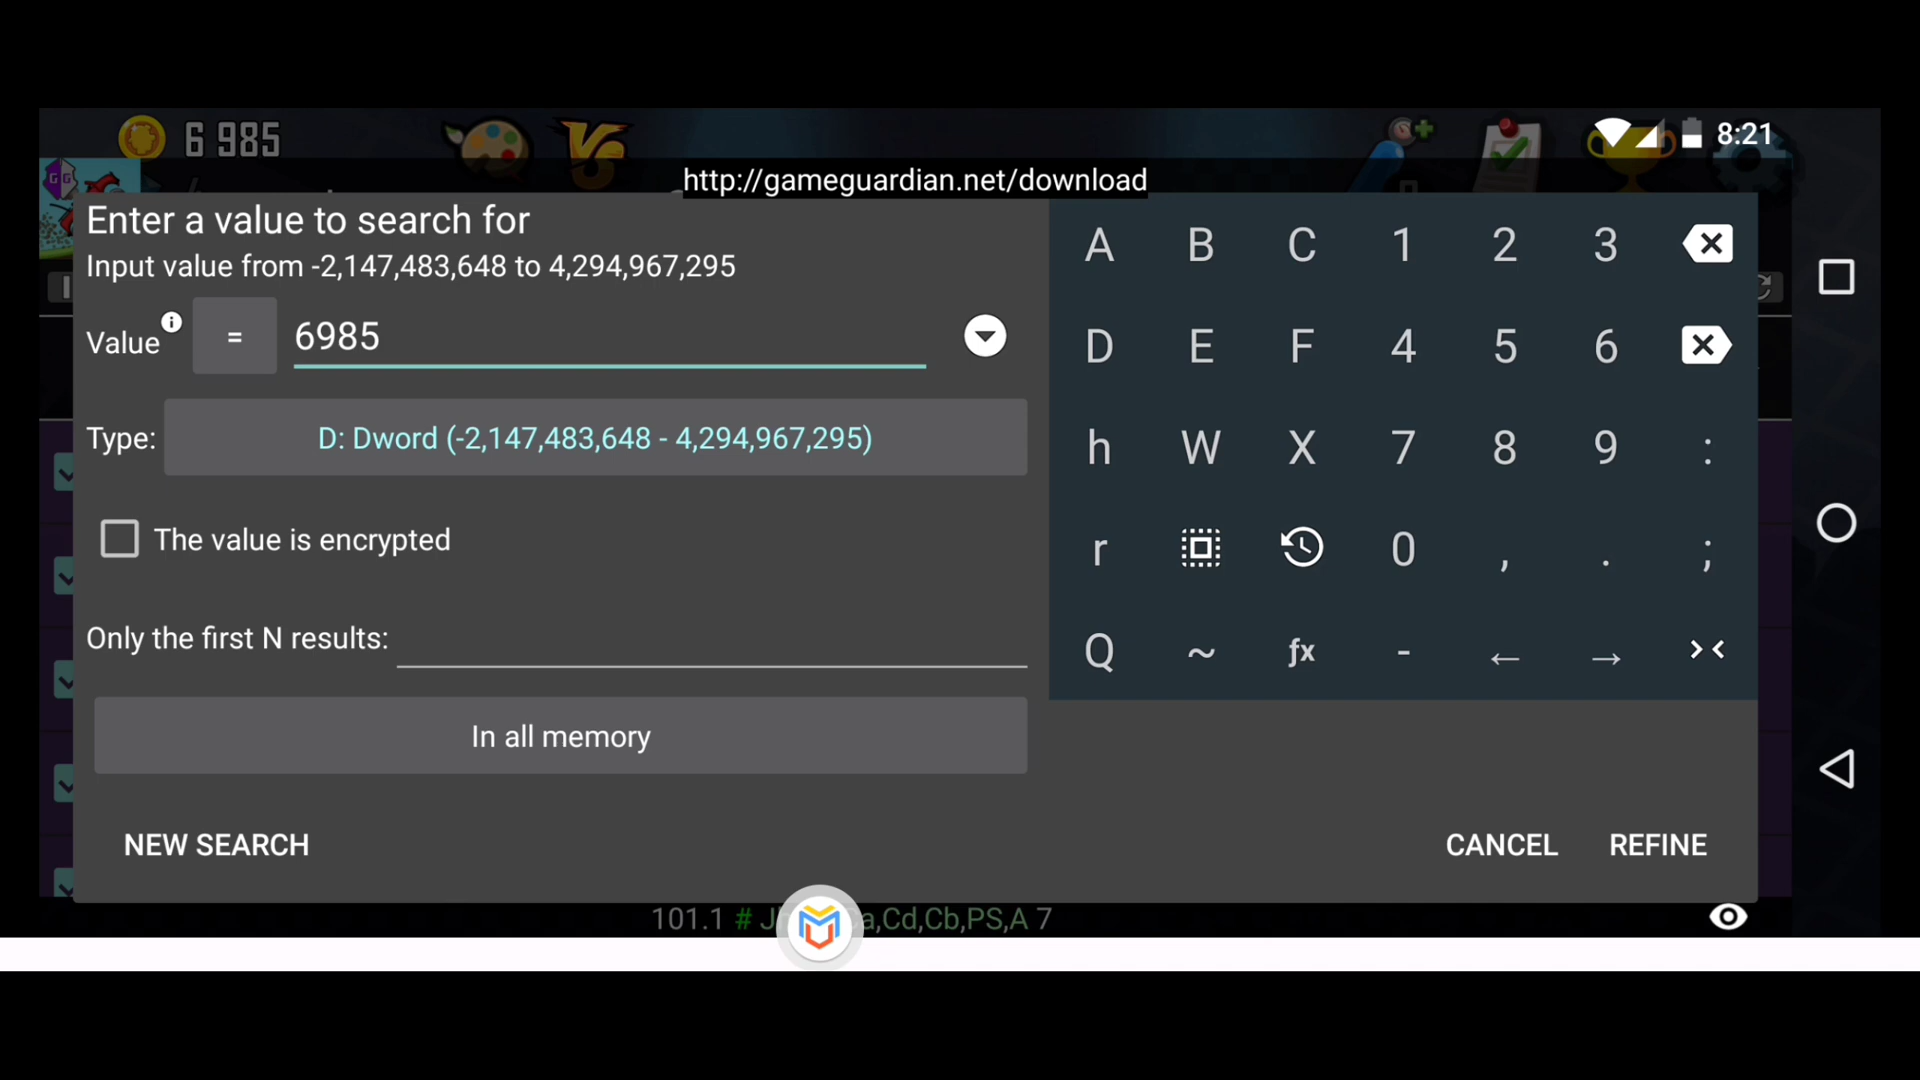 6 985
VS
8:21
http://gameguardian.net/download
GG
Enter a value to search for
Input value from -2,147,483,648 to 4,294,967,295
Value = 6985
Type: D: Dword (-2,147,483,648 - 4,294,967,295)
The value is encrypted
Only the first N results:
In all memory
NEW SEARCH
CANCEL REFINE
A B C 1 2 3
D E F 4 5 6
h W X 7 8 9 :
r 0 , . ;
Q ~ ƒx - ← → > <
101.1 # a,Cd,Cb,PS,A 7